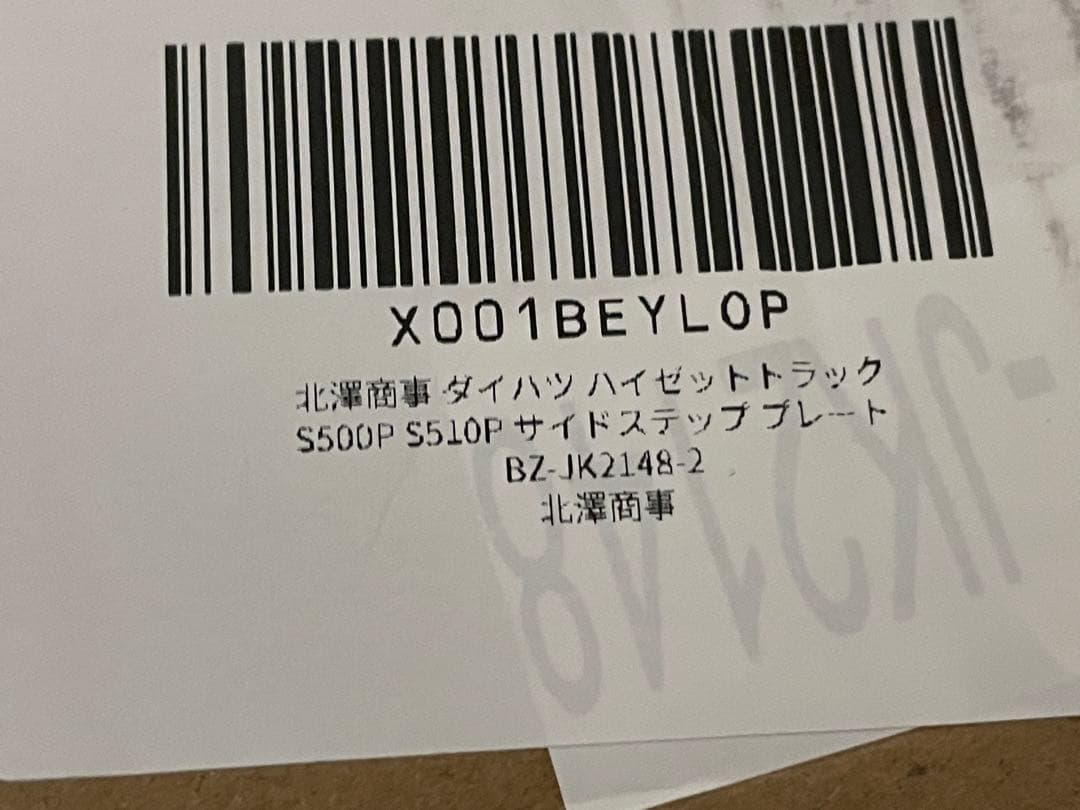 X001BEYLOP
北澤商事 ダイハツ ハイゼットトラック
S500P S510P サイドステップ プレート
BZ-JK2148-2
北澤商事
JK2148